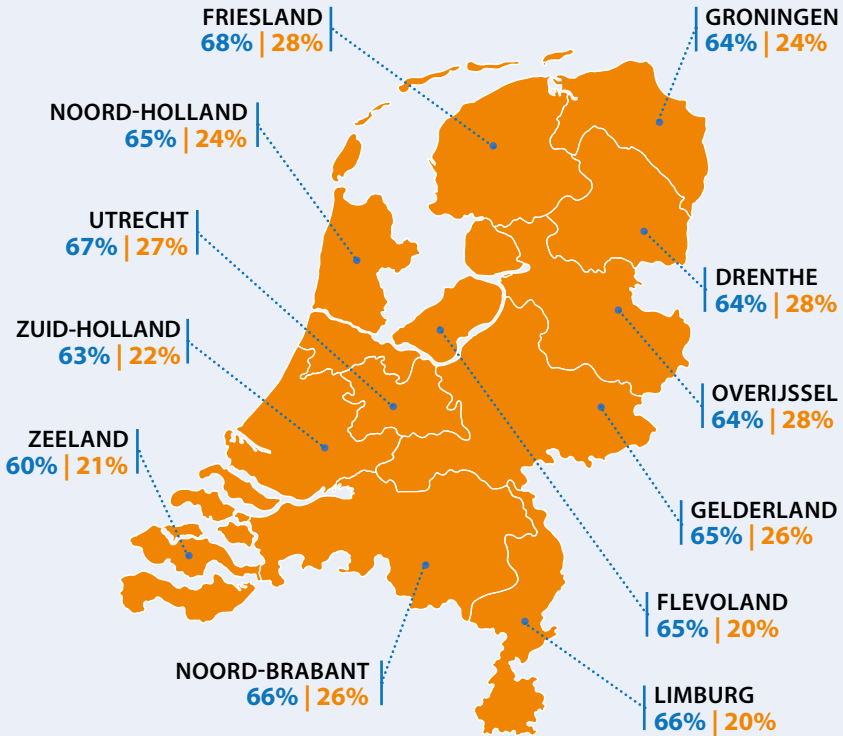 FRIESLAND
68% | 28%
GRONINGEN
64% | 24%
NOORD-HOLLAND
65% | 24%
UTRECHT
67% | 27%
DRENTHE
64% | 28%
ZUID-HOLLAND
63% | 22%
OVERIJSSEL
64% | 28%
ZEELAND
60% | 21%
GELDERLAND
65% | 26%
FLEVOLAND
65% | 20%
NOORD-BRABANT
66% | 26%
LIMBURG
66% | 20%